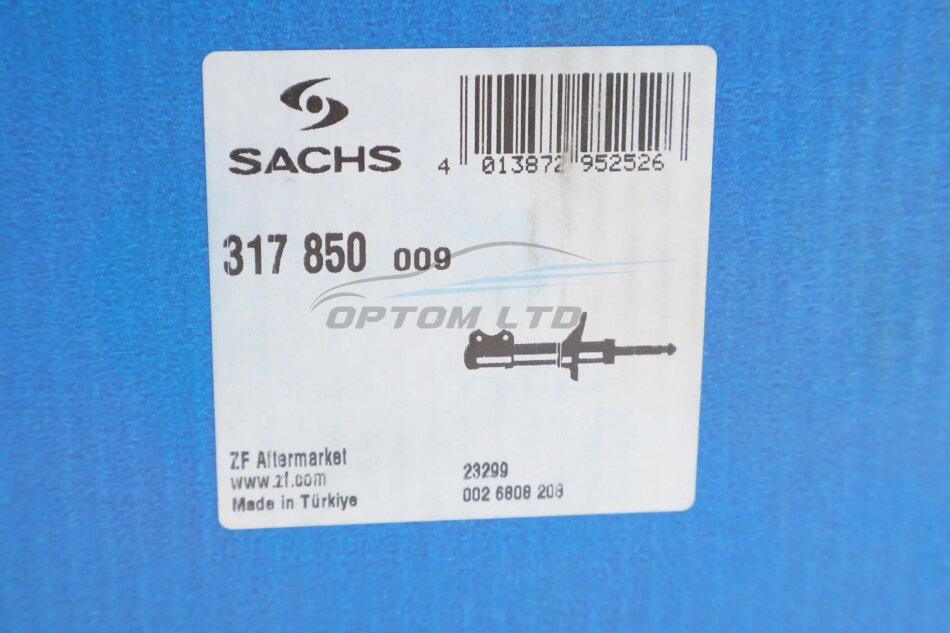 SACHS
4 013872 952526
317 850 009
OPTOM LTD
ZF Aftermarket
www.zf.com
Made in Türkiye
23299
002 6808 208